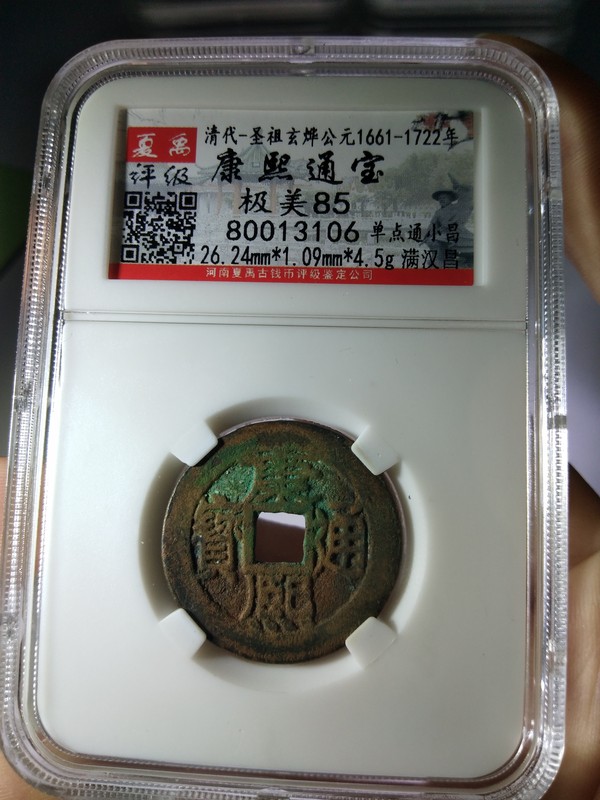 清代-圣祖玄烨公元1661-1722年
夏禹
评级
康熙通宝
极美85
80013106 单点通小昌
26.24mm*1.09mm*4.5g 满汉昌
河南夏禹古钱币评级鉴定公司
康熙通寶